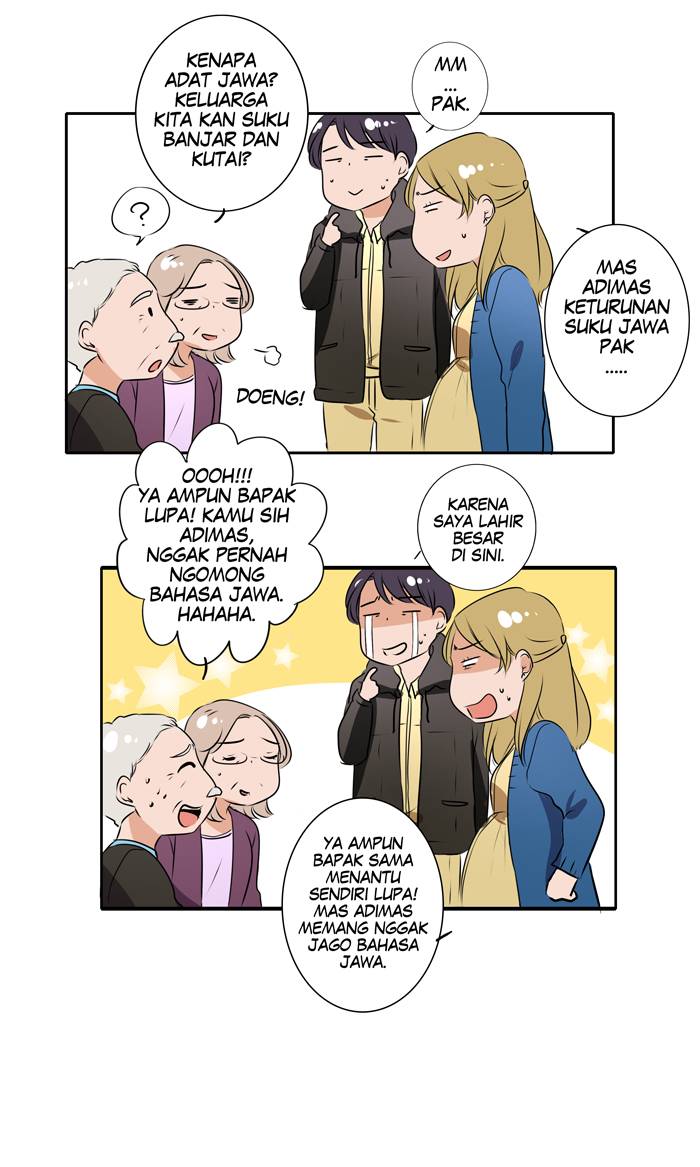 KENAPA
ADAT JAWA?
KELUARGA
KITA KAN SUKU
BANJAR DAN
KUTAI?
?
MM
...
PAK.
MAS
ADIMAS
KETURUNAN
SUKU JAWA
PAK
.....
DOENG!
OOOH!!!
YA AMPUN BAPAK
LUPA! KAMU SIH
ADIMAS,
NGGAK PERNAH
NGOMONG
BAHASA JAWA.
HAHAHA.
KARENA
SAYA LAHIR
BESAR
DI SINI.
YA AMPUN
BAPAK SAMA
MENANTU
SENDIRI LUPA!
MAS ADIMAS
MEMANG NGGAK
JAGO BAHASA
JAWA.